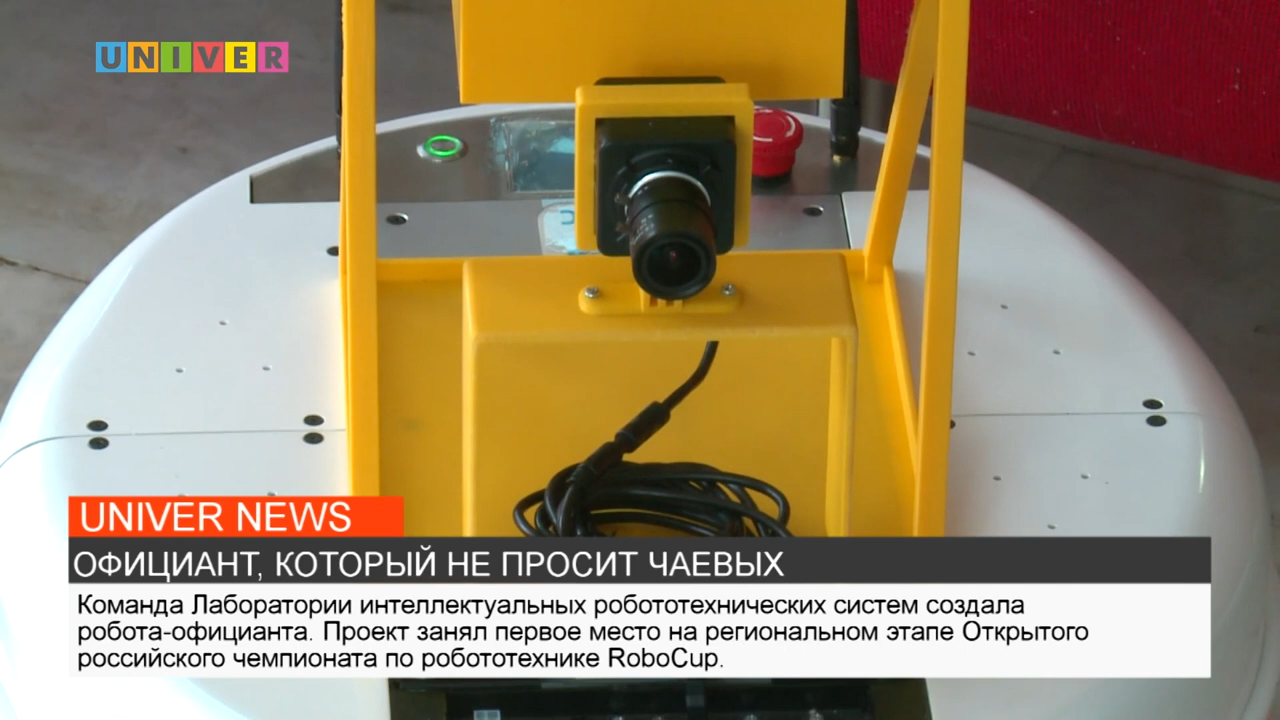 UNIVER
UNIVER NEWS
ОФИЦИАНТ, КОТОРЫЙ НЕ ПРОСИТ ЧАЕВЫХ
Команда Лаборатории интеллектуальных робототехнических систем создала
робота-официанта. Проект занял первое место на региональном этапе Открытого
российского чемпионата по робототехнике RoboCup.